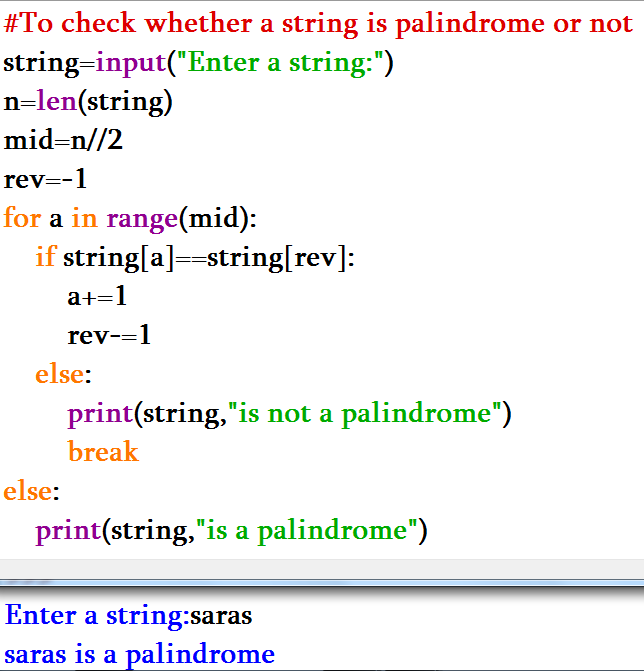 #To check whether a string is palindrome or not
string=input("Enter a string:")
n=len(string)
mid=n//2
rev=-1
for a in range(mid):
    if string[a]==string[rev]:
        a+=1
        rev-=1
    else:
        print(string,"is not a palindrome")
        break
else:
    print(string,"is a palindrome")
Enter a string:saras
saras is a palindrome